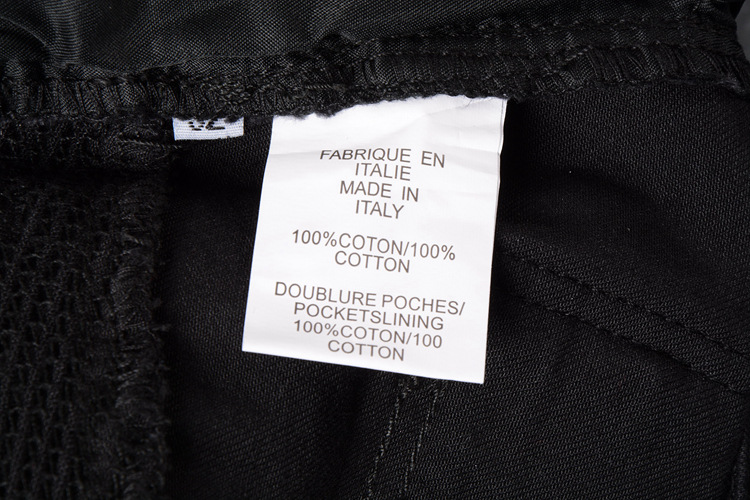 FABRIQUE EN
ITALIE
MADE IN
ITALY
100%COTON/100%
COTTON
DOUBLURE POCHES/
POCKETSLINING
100%COTON/100
COTTON